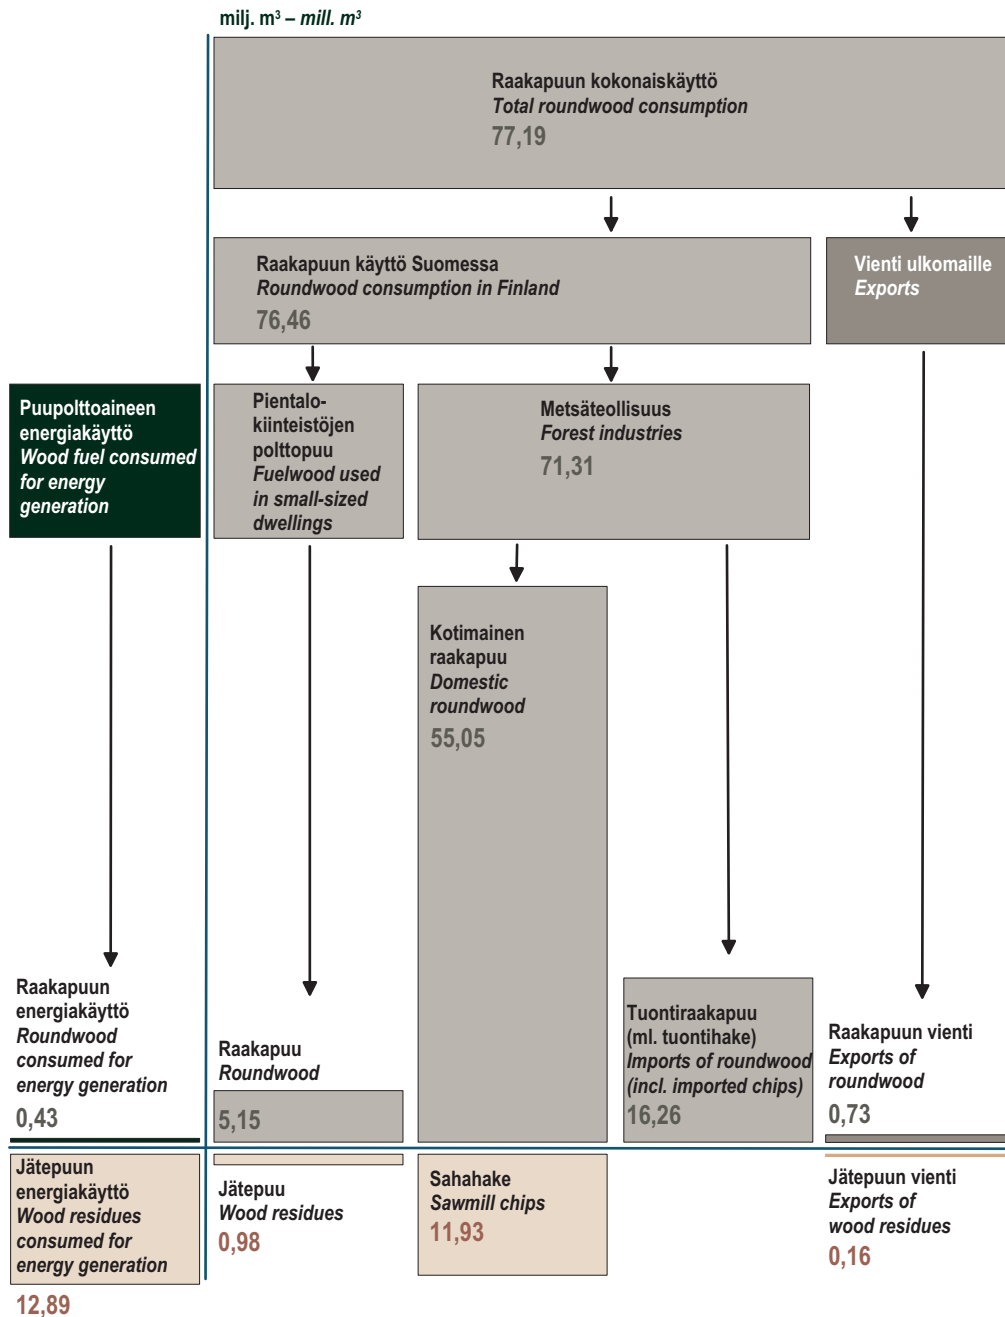 milj. m³ – mill. m³
Raakapuun kokonaiskäyttö
Total roundwood consumption
77,19
Raakapuun käyttö Suomessa
Roundwood consumption in Finland
76,46
Vienti ulkomaille
Exports
Puupolttoaineen
energiakäyttö
Wood fuel consumed
for energy
generation
Pientalo-
kiinteistöjen
polttopuu
Fuelwood used
in small-sized
dwellings
Metsäteollisuus
Forest industries
71,31
Kotimainen
raakapuu
Domestic
roundwood
55,05
Raakapuun
energiakäyttö
Roundwood
consumed for
energy generation
0,43
Raakapuu
Roundwood
5,15
Tuontiraakapuu
(ml. tuontihake)
Imports of roundwood
(incl. imported chips)
16,26
Raakapuun vienti
Exports of
roundwood
0,73
Jätepuun
energiakäyttö
Wood residues
consumed for
energy generation
12,89
Jätepuu
Wood residues
0,98
Sahahake
Sawmill chips
11,93
Jätepuun vienti
Exports of
wood residues
0,16